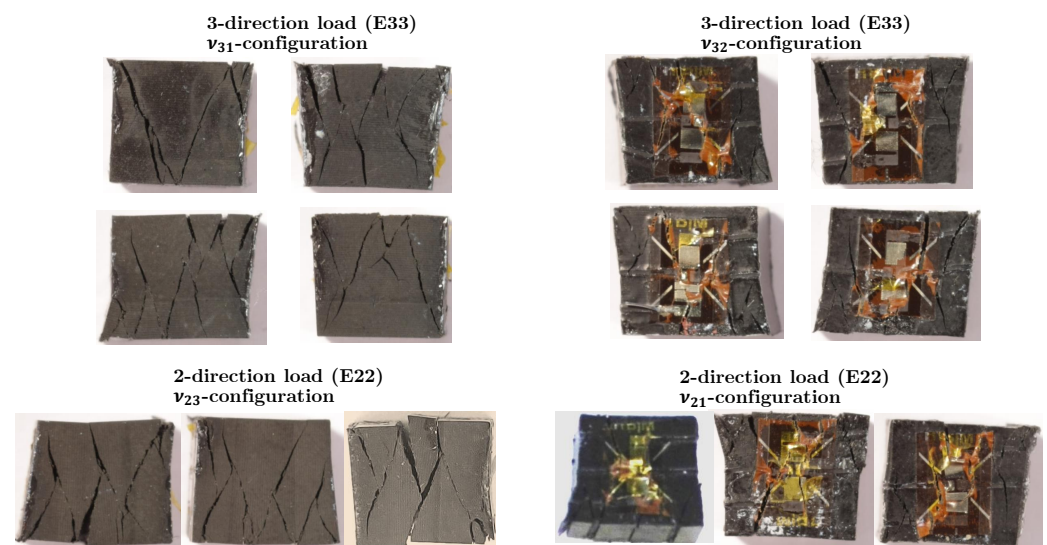 3-direction load (E33)
ν31-configuration
3-direction load (E33)
ν32-configuration
2-direction load (E22)
ν23-configuration
2-direction load (E22)
ν21-configuration